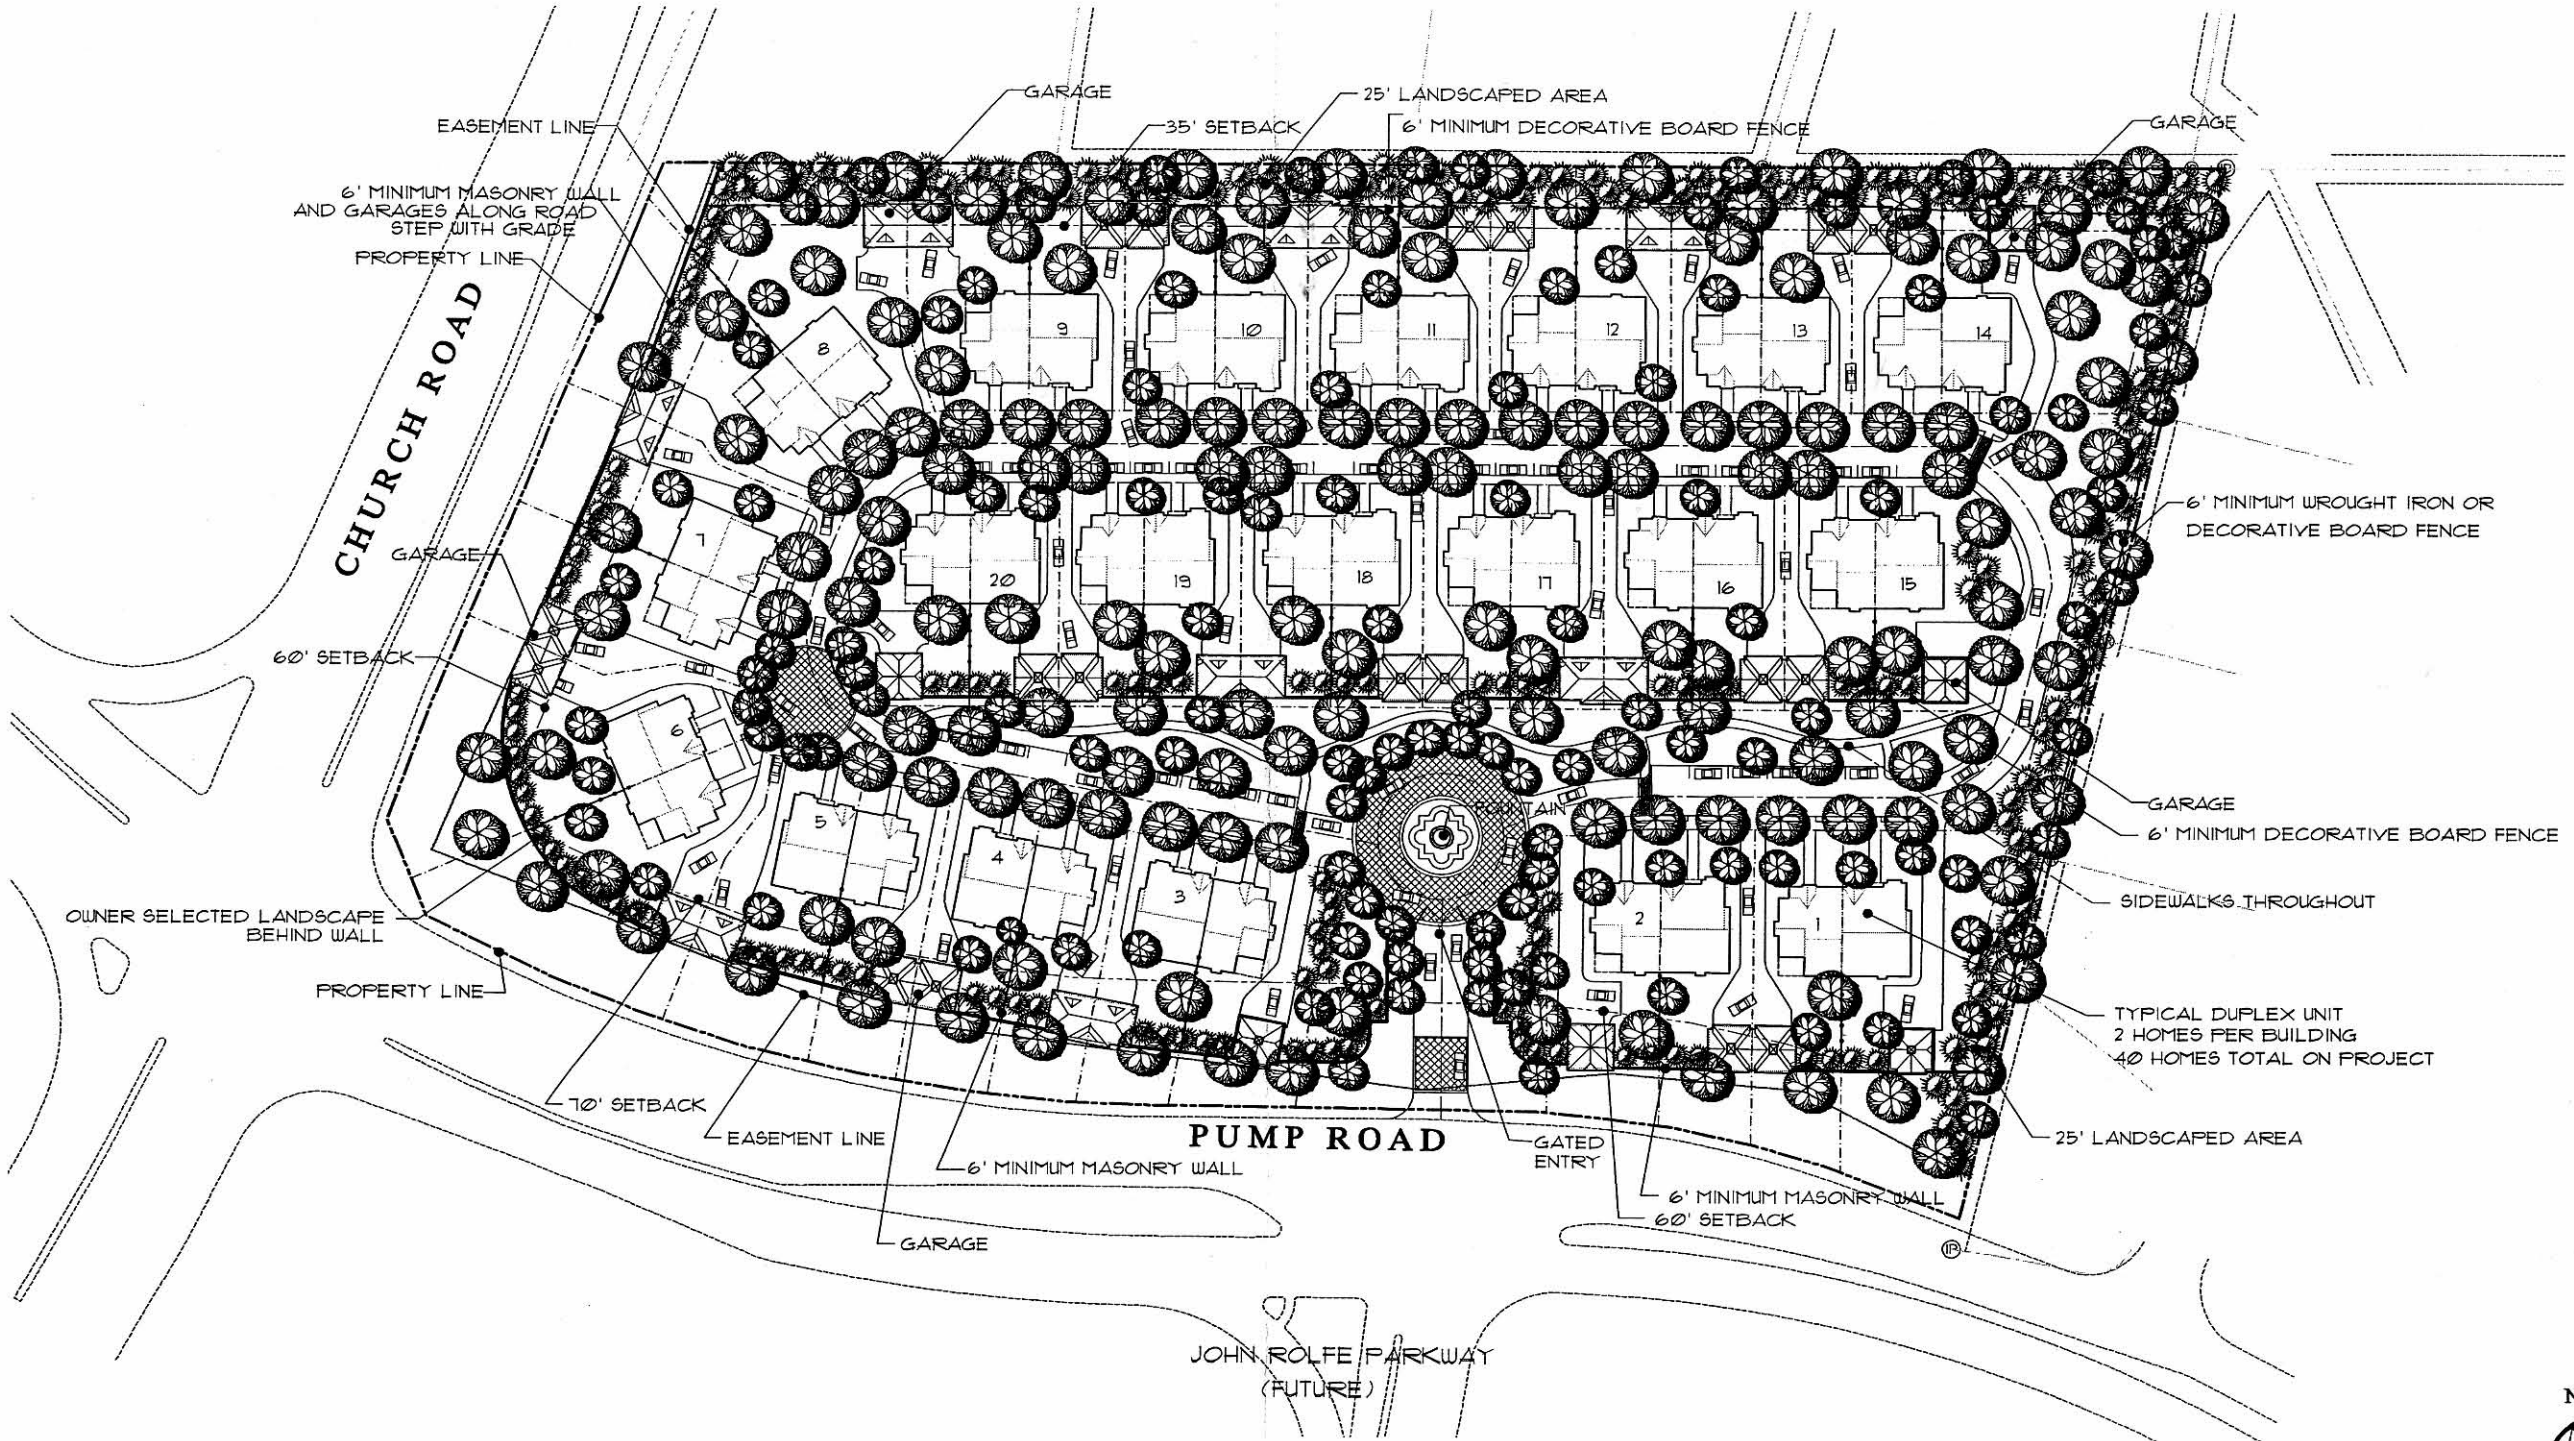 GARAGE
25' LANDSCAPED AREA
EASEMENT LINE
35' SETBACK
6' MINIMUM DECORATIVE BOARD FENCE
GARAGE
6' MINIMUM MASONRY WALL
AND GARAGES ALONG ROAD
STEP WITH GRADE
PROPERTY LINE
CHURCH ROAD
8
9
10
11
12
13
14
6' MINIMUM WROUGHT IRON OR
DECORATIVE BOARD FENCE
7
GARAGE
20
19
18
17
16
15
60' SETBACK
6
GARAGE
FOUNTAIN
5
6' MINIMUM DECORATIVE BOARD FENCE
4
3
2
1
SIDEWALKS THROUGHOUT
OWNER SELECTED LANDSCAPE
BEHIND WALL
PROPERTY LINE
TYPICAL DUPLEX UNIT
2 HOMES PER BUILDING
40 HOMES TOTAL ON PROJECT
70' SETBACK
EASEMENT LINE
PUMP ROAD
GATED
ENTRY
25' LANDSCAPED AREA
6' MINIMUM MASONRY WALL
6' MINIMUM MASONRY WALL
60' SETBACK
GARAGE
IP
JOHN ROLFE PARKWAY
(FUTURE)
N